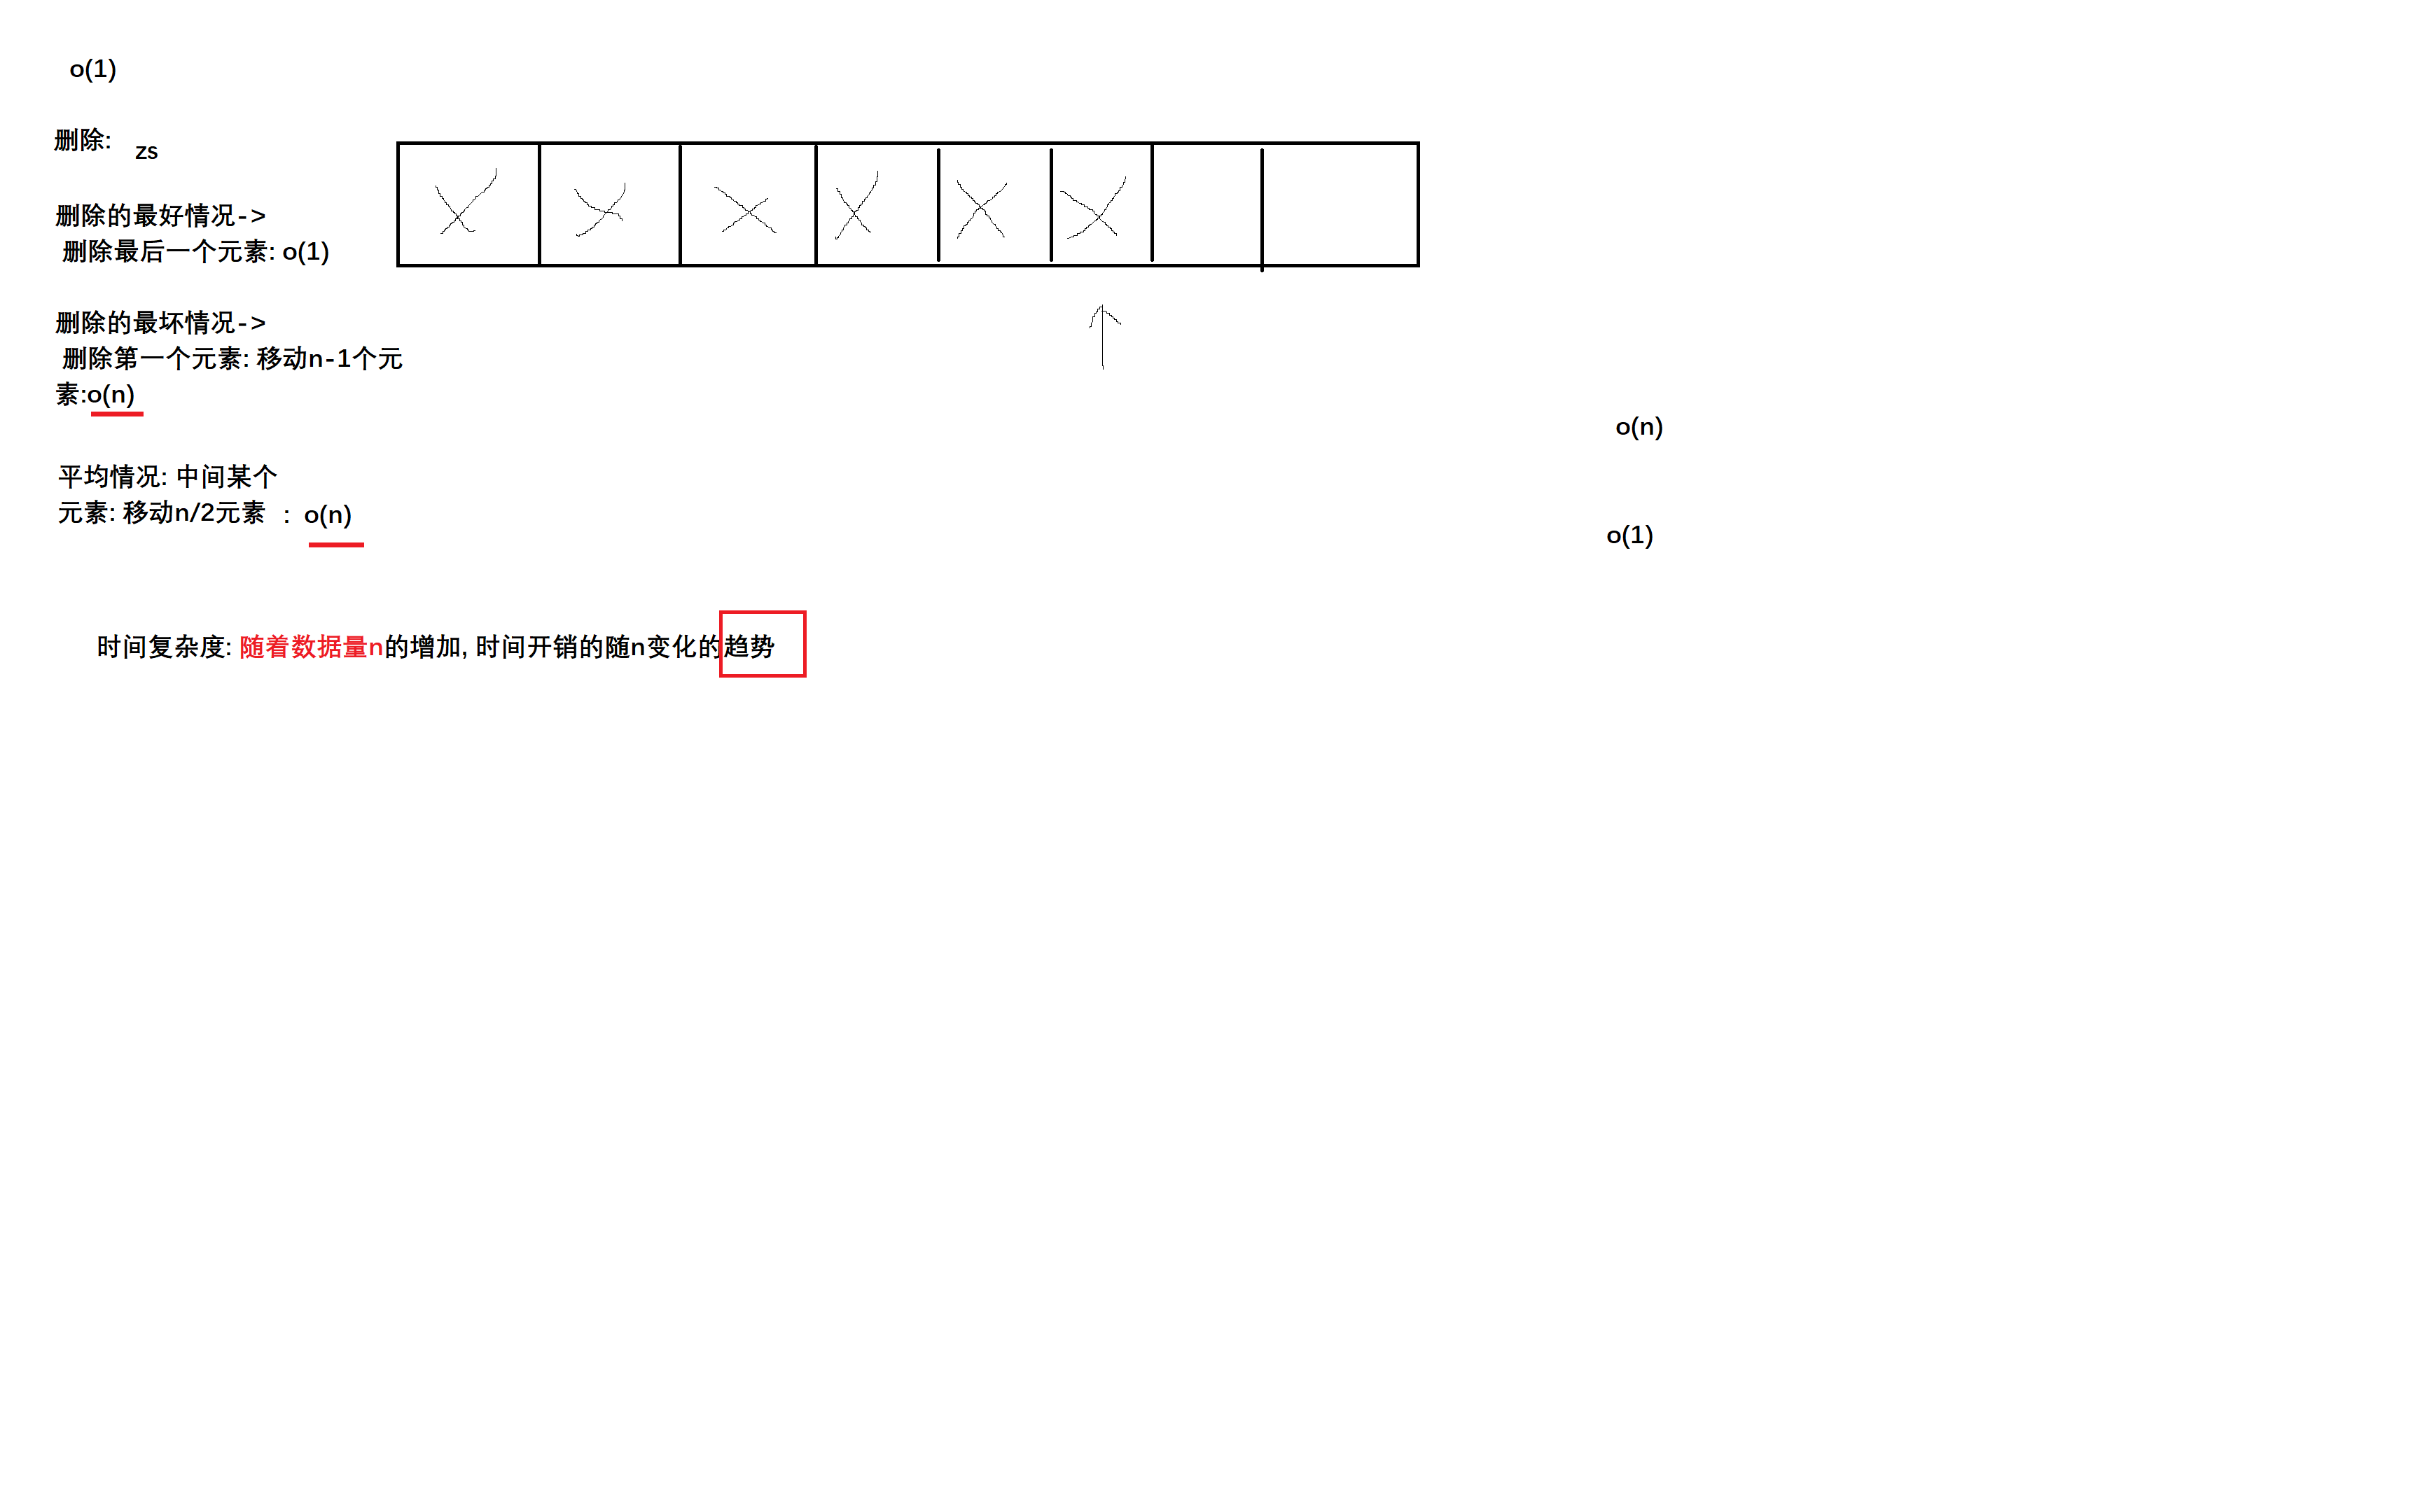 o(1)
删除:
zs
删除的最好情况->
删除最后一个元素: o(1)
删除的最坏情况->
删除第一个元素: 移动n-1个元
素:o(n)
平均情况: 中间某个
元素: 移动n/2元素 : o(n)
o(n)
o(1)
时间复杂度: 随着数据量n的增加, 时间开销的随n变化的趋势